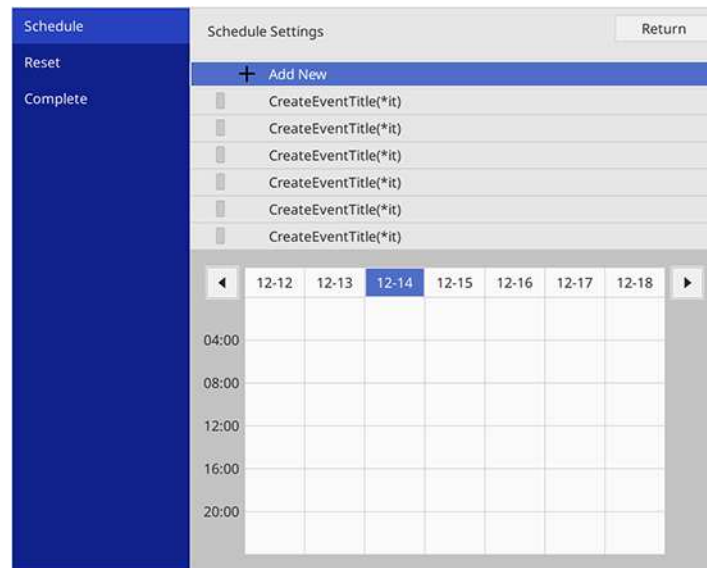 Schedule
Reset
Complete
Schedule Settings
Return
Add New
CreateEventTitle(*it)
CreateEventTitle(*it)
CreateEventTitle(*it)
CreateEventTitle(*it)
CreateEventTitle(*it)
CreateEventTitle(*it)
12-12 12-13 12-14 12-15 12-16 12-17 12-18
04:00
08:00
12:00
16:00
20:00